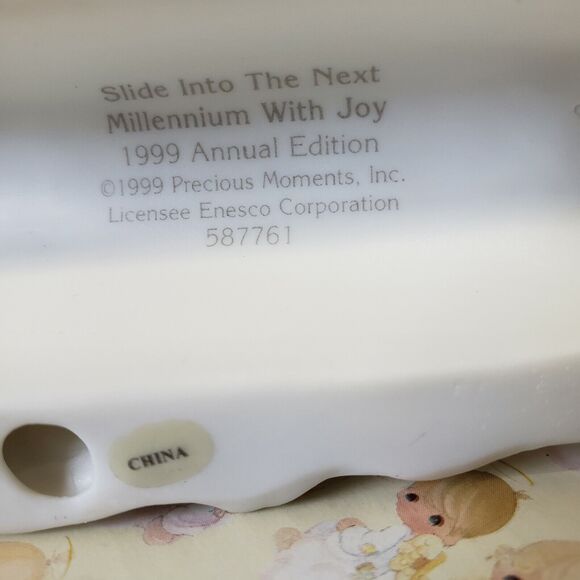 Slide Into The Next
Millennium With Joy
1999 Annual Edition
©1999 Precious Moments, Inc.
Licensee Enesco Corporation
587761
CHINA